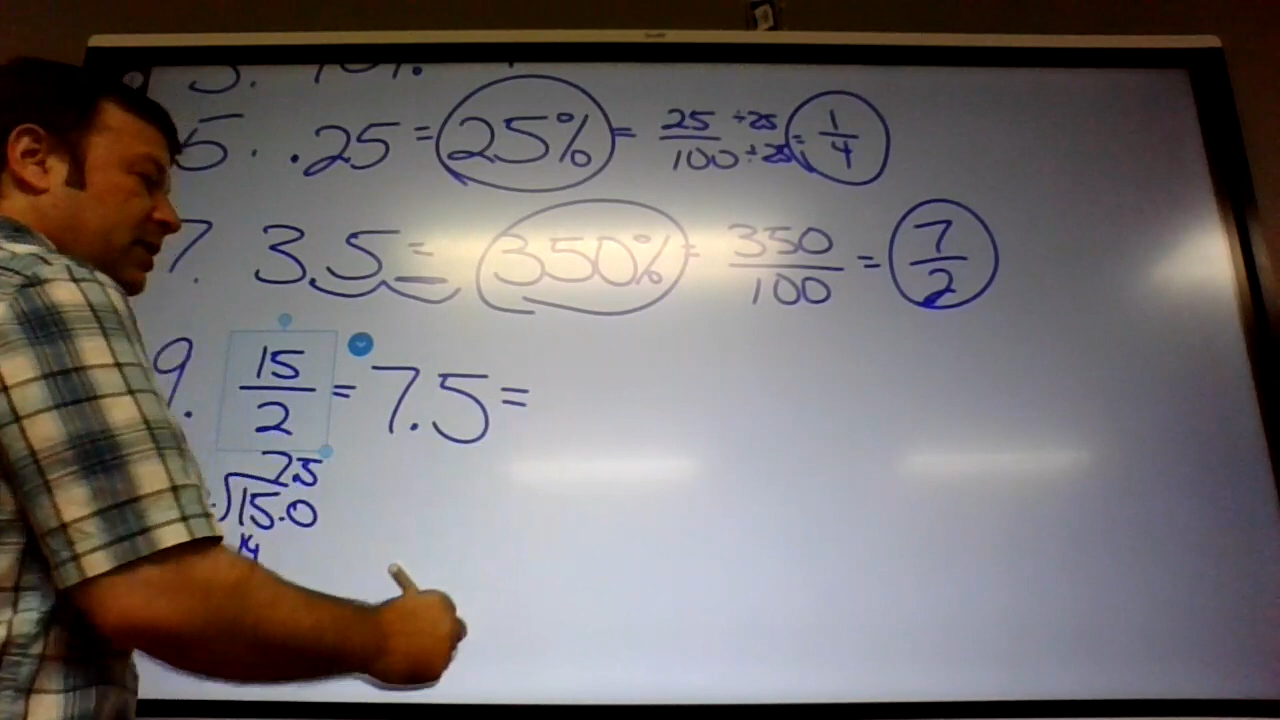 5. .25 = 25% = 25/100 ÷25/÷25 = 1/4
7. 3.5 = 350% = 350/100 = 7/2
9. 15/2 = 7.5 =
7.5
15.0
14